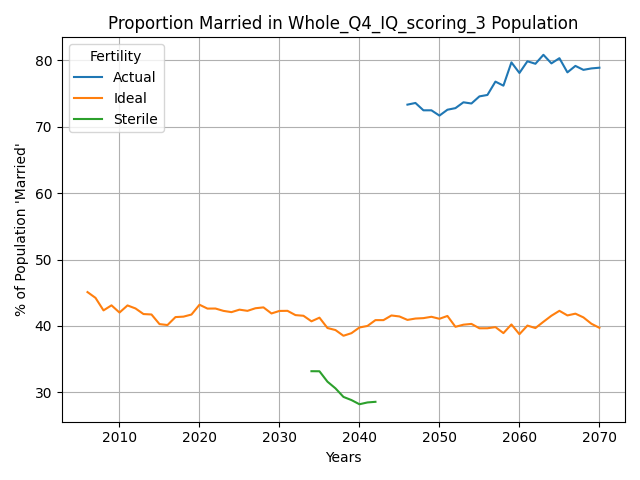 Proportion Married in Whole_Q4_IQ_scoring_3 Population
Fertility
Actual
Ideal
Sterile
% of Population 'Married'
80
70
60
50
40
30
2010 2020 2030 2040 2050 2060 2070
Years